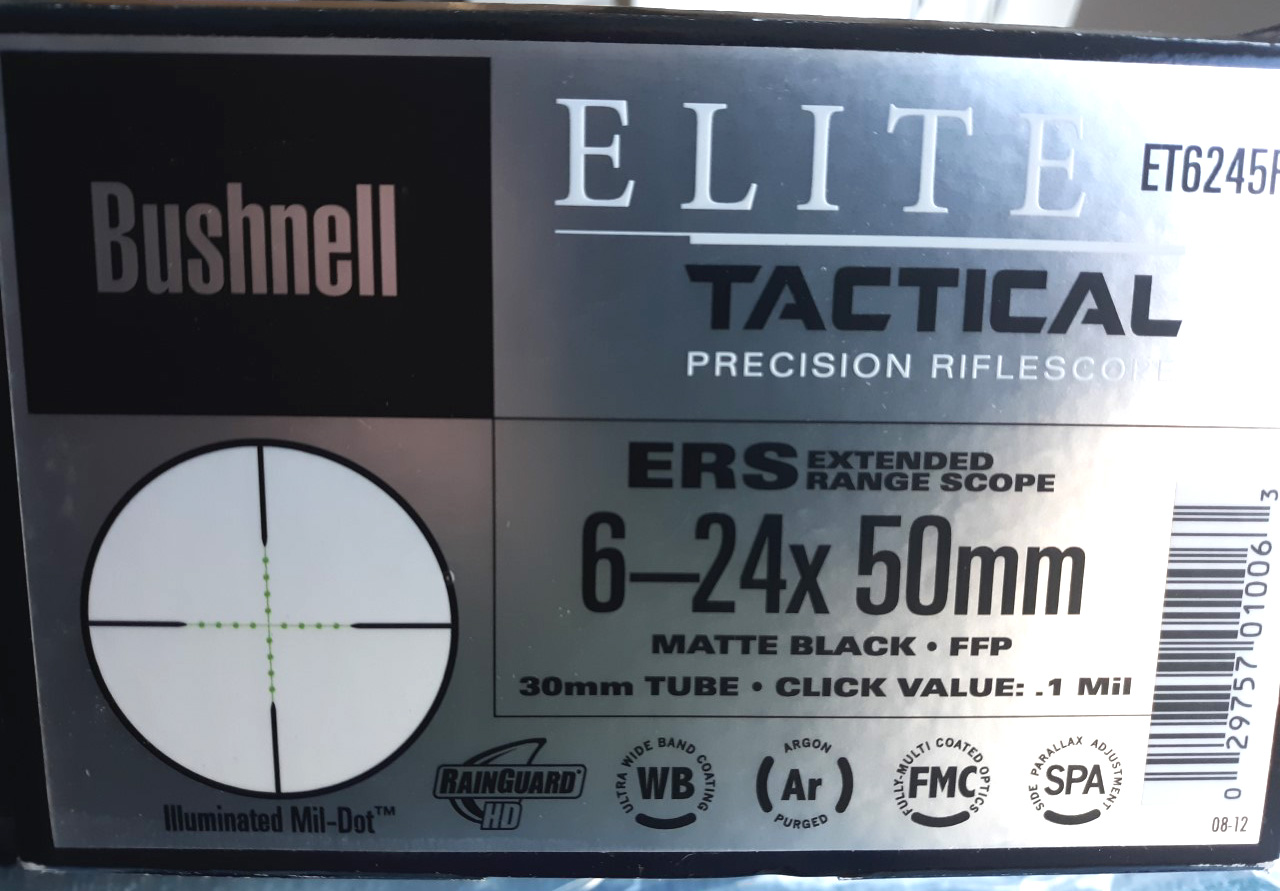 Bushnell
ELITE
ET6245F
TACTICAL
PRECISION RIFLESCOPE
ERS EXTENDED
RANGE SCOPE
6–24x 50mm
MATTE BLACK • FFP
30mm TUBE • CLICK VALUE: .1 Mil
Illuminated Mil-Dot™
RAINGUARD®
HD
ULTRA WIDE BAND COATING
WB
ARGON
(Ar)
PURGED
FULLY-MULTI COATED OPTICS
FMC
SIDE PARALLAX ADJUSTMENT
SPA
0 29757 01006 3
08-12